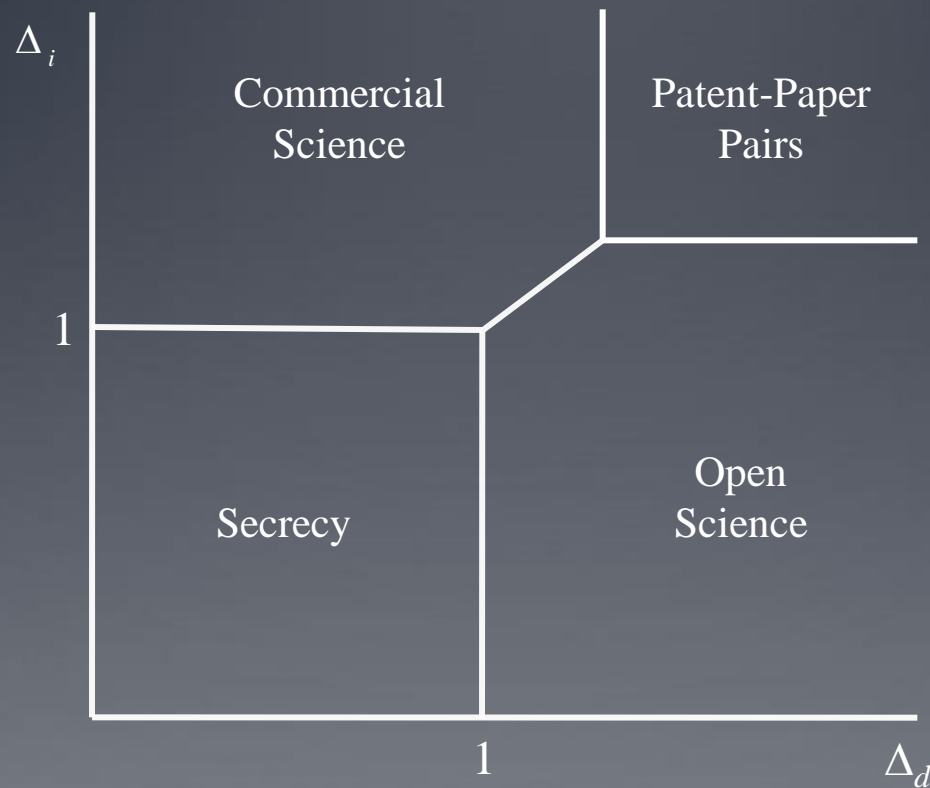 Δi
Commercial
Science
Patent-Paper
Pairs
1
Secrecy
Open
Science
1
Δd